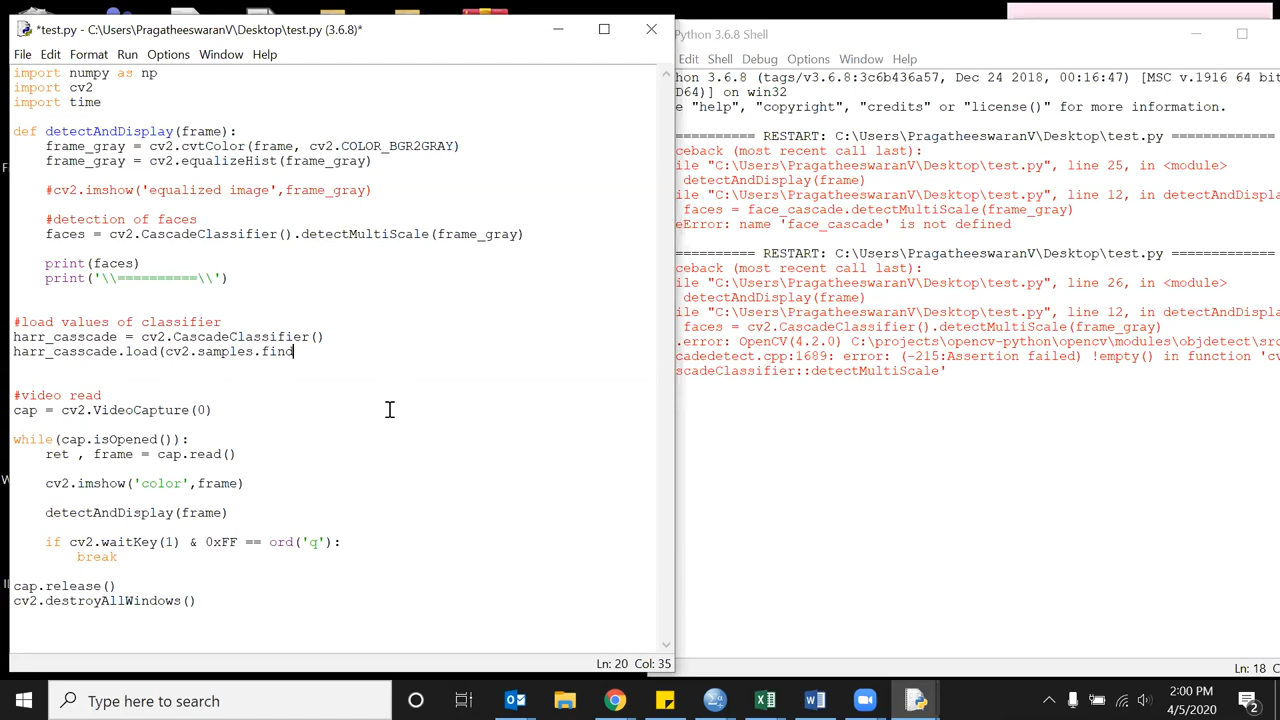 *test.py - C:\Users\PragatheeswaranV\Desktop\test.py (3.6.8)*
File Edit Format Run Options Window Help
import numpy as np
import cv2
import time
def detectAndDisplay(frame):
frame_gray = cv2.cvtColor(frame, cv2.COLOR_BGR2GRAY)
frame_gray = cv2.equalizeHist(frame_gray)
#cv2.imshow('equalized image',frame_gray)
#detection of faces
faces = cv2.CascadeClassifier().detectMultiScale(frame_gray)
print(faces)
print('\\==========\\')
#load values of classifier
harr_casscade = cv2.CascadeClassifier()
harr_casscade.load(cv2.samples.find
#video read
cap = cv2.VideoCapture(0)
while(cap.isOpened()):
ret , frame = cap.read()
cv2.imshow('color',frame)
detectAndDisplay(frame)
if cv2.waitKey(1) & 0xFF == ord('q'):
break
cap.release()
cv2.destroyAllWindows()
Ln: 20 Col: 35
Python 3.6.8 Shell
Edit Shell Debug Options Window Help
hon 3.6.8 (tags/v3.6.8:3c6b436a57, Dec 24 2018, 00:16:47) [MSC v.1916 64 bit
D64)] on win32
e "help", "copyright", "credits" or "license()" for more information.
========== RESTART: C:\Users\PragatheeswaranV\Desktop\test.py =============
ceback (most recent call last):
ile "C:\Users\PragatheeswaranV\Desktop\test.py", line 25, in <module>
detectAndDisplay(frame)
ile "C:\Users\PragatheeswaranV\Desktop\test.py", line 12, in detectAndDispla
faces = face_cascade.detectMultiScale(frame_gray)
eError: name 'face_cascade' is not defined
========== RESTART: C:\Users\PragatheeswaranV\Desktop\test.py =============
ceback (most recent call last):
ile "C:\Users\PragatheeswaranV\Desktop\test.py", line 26, in <module>
detectAndDisplay(frame)
ile "C:\Users\PragatheeswaranV\Desktop\test.py", line 12, in detectAndDispla
faces = cv2.CascadeClassifier().detectMultiScale(frame_gray)
.error: OpenCV(4.2.0) C:\projects\opencv-python\opencv\modules\objdetect\src
cadedetect.cpp:1689: error: (-215:Assertion failed) !empty() in function 'cv
scadeClassifier::detectMultiScale'
Ln: 18 C
Type here to search
2:00 PM
4/5/2020
2